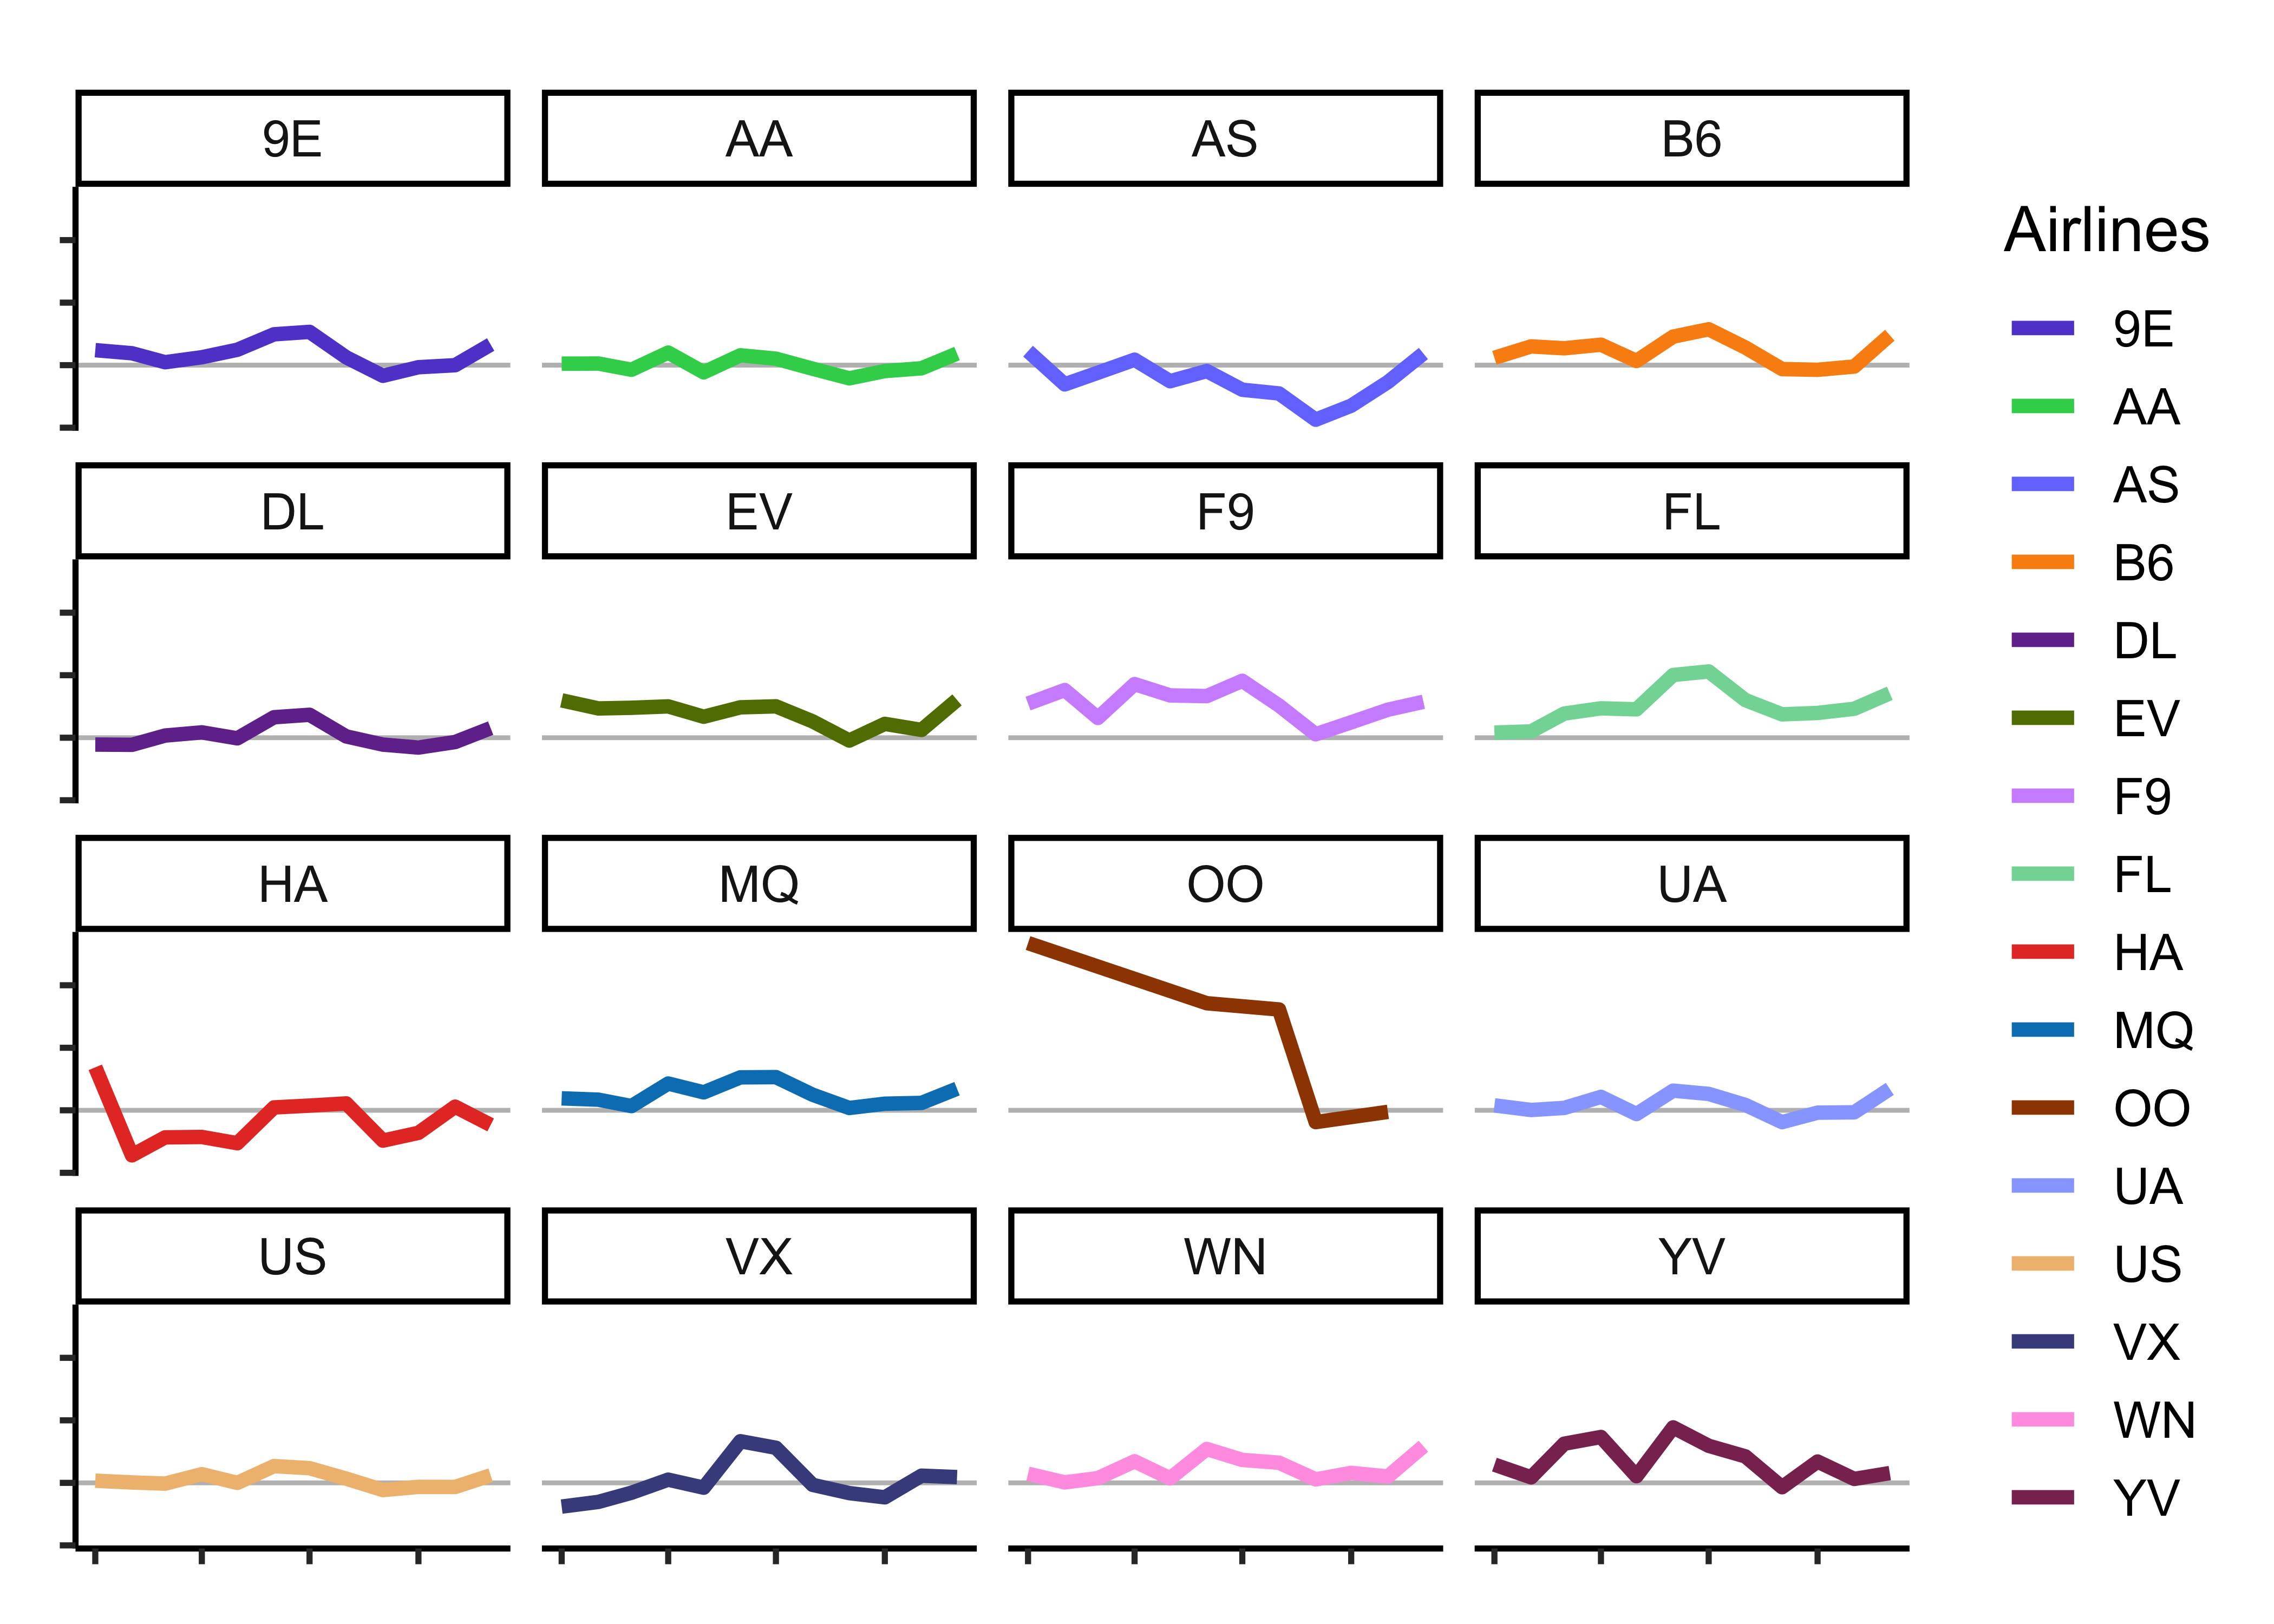 9E
AA
AS
B6
DL
EV
F9
FL
HA
MQ
OO
UA
US
VX
WN
YV
Airlines
9E
AA
AS
B6
DL
EV
F9
FL
HA
MQ
OO
UA
US
VX
WN
YV